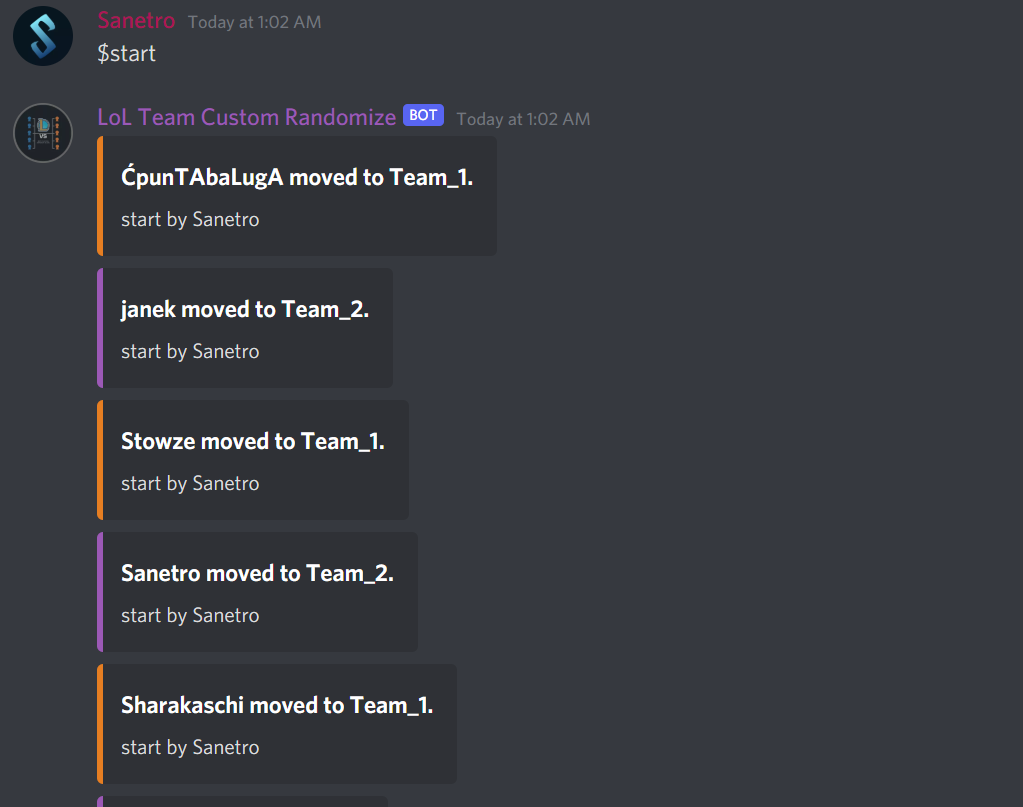 Sanetro Today at 1:02 AM
$start
LoL Team Custom Randomize BOT Today at 1:02 AM
ĆpunTAbaLugA moved to Team_1.
start by Sanetro
janek moved to Team_2.
start by Sanetro
Stowze moved to Team_1.
start by Sanetro
Sanetro moved to Team_2.
start by Sanetro
Sharakaschi moved to Team_1.
start by Sanetro